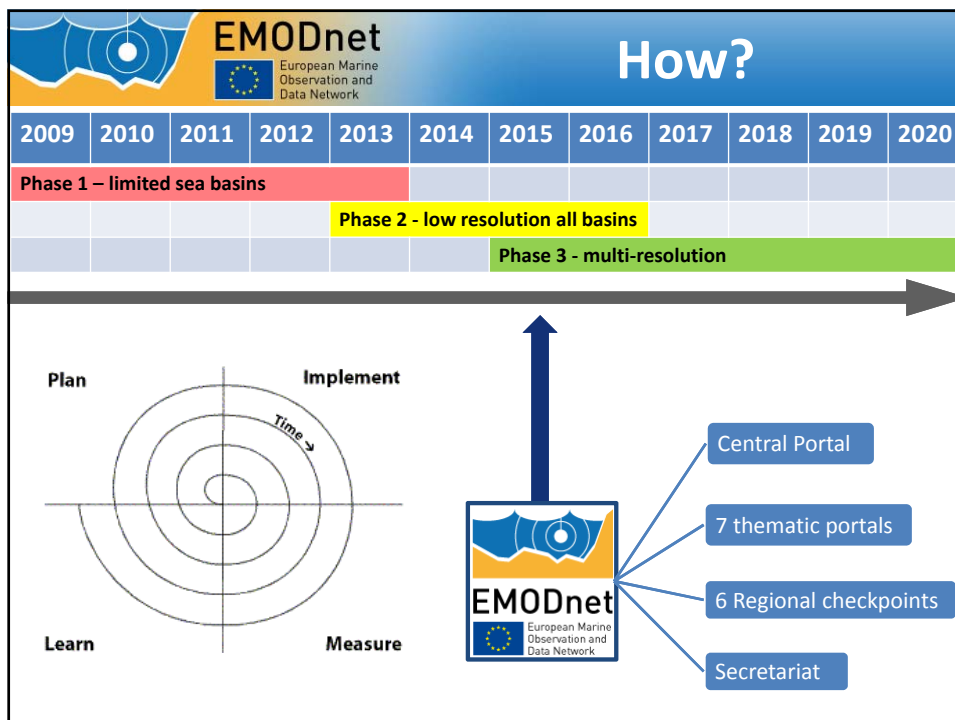 EMODnet
European Marine
Observation and
Data Network
How?
2009 2010 2011 2012 2013 2014 2015 2016 2017 2018 2019 2020
Phase 1 – limited sea basins
Phase 2 - low resolution all basins
Phase 3 - multi-resolution
Plan
Implement
Time →
Learn
Measure
EMODnet
European Marine
Observation and
Data Network
Central Portal
7 thematic portals
6 Regional checkpoints
Secretariat